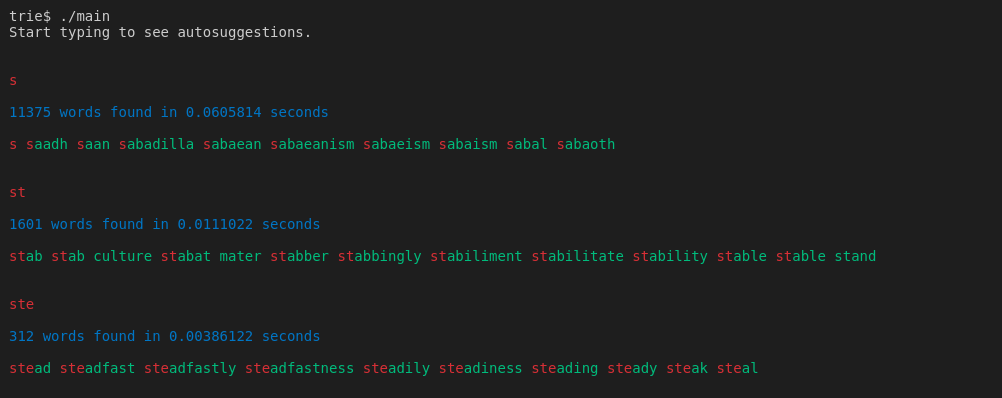 trie$ ./main
Start typing to see autosuggestions.
s
11375 words found in 0.0605814 seconds
s saadh saan sabadilla sabaean sabaeanism sabaeism sabaism sabal sabaoth
st
1601 words found in 0.0111022 seconds
stab stab culture stabat mater stabber stabbingly stabiliment stabilitate stability stable stable stand
ste
312 words found in 0.00386122 seconds
stead steadfast steadfastly steadfastness steadily steadiness steading steady steak steal